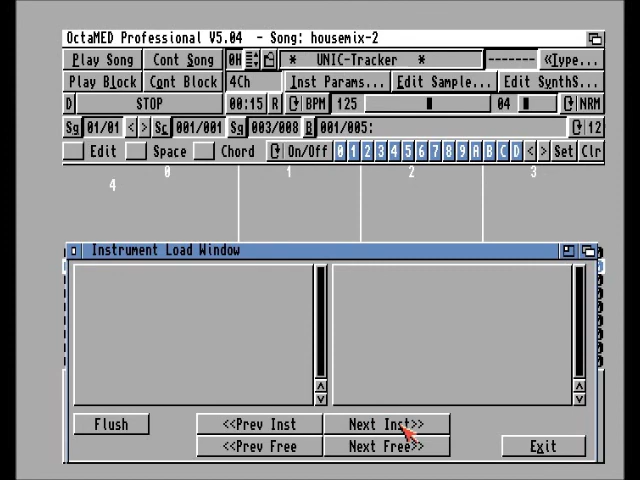 OctaMED Professional V5.04 - Song: housemix-2
Play Song Cont Song 0H * UNIC-Tracker * ------- «Type...
Play Block Cont Block 4Ch Inst Params... Edit Sample... Edit SynthS...
D STOP 00:15 R BPM 125 04 NRM
Sg 01/01 < > Sc 001/001 Sq 003/008 B 001/005: 12
Edit Space Chord On/Off 0 1 2 3 4 5 6 7 8 9 A B C D < > Set Clr
4 0 1 2 3
Instrument Load Window
Flush <<Prev Inst Next Inst>>
<<Prev Free Next Free>> Exit